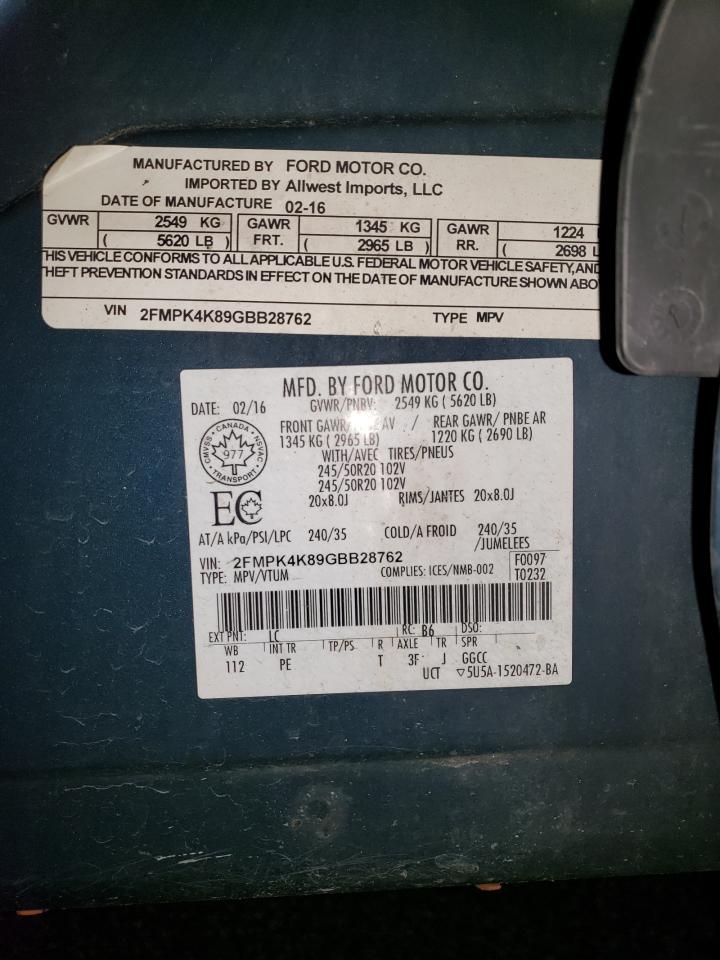 MANUFACTURED BY FORD MOTOR CO.
IMPORTED BY Allwest Imports, LLC
DATE OF MANUFACTURE 02-16
GVWR 2549 KG GAWR 1345 KG GAWR 1224
( 5620 LB ) FRT. ( 2965 LB ) RR. ( 2698 L
THIS VEHICLE CONFORMS TO ALL APPLICABLE U.S. FEDERAL MOTOR VEHICLE SAFETY, AND
THEFT PREVENTION STANDARDS IN EFFECT ON THE DATE OF MANUFACTURE SHOWN ABO
VIN 2FMPK4K89GBB28762 TYPE MPV
MFD. BY FORD MOTOR CO.
DATE: 02/16 GVWR/PNBV: 2549 KG ( 5620 LB)
FRONT GAWR/ AV / REAR GAWR/ PNBE AR
1345 KG ( 2965 LB) 1220 KG ( 2690 LB)
WITH/AVEC TIRES/PNEUS
245/50R20 102V
245/50R20 102V
20x8.0J RIMS/JANTES 20x8.0J
CMVSS · CANADA · NSVAC
977
TRANSPORT
EC
AT/A kPa/PSI/LPC 240/35 COLD/A FROID 240/35
/JUMELEES
VIN: 2FMPK4K89GBB28762 F0097
TYPE: MPV/VTUM COMPLIES: ICES/NMB-002 T0232
EXT PNT: LC RC: B6 DSO:
WB INT TR TP/PS R AXLE TR SPR
112 PE T 3F J GGCC
UCT ▽5U5A-1520472-BA